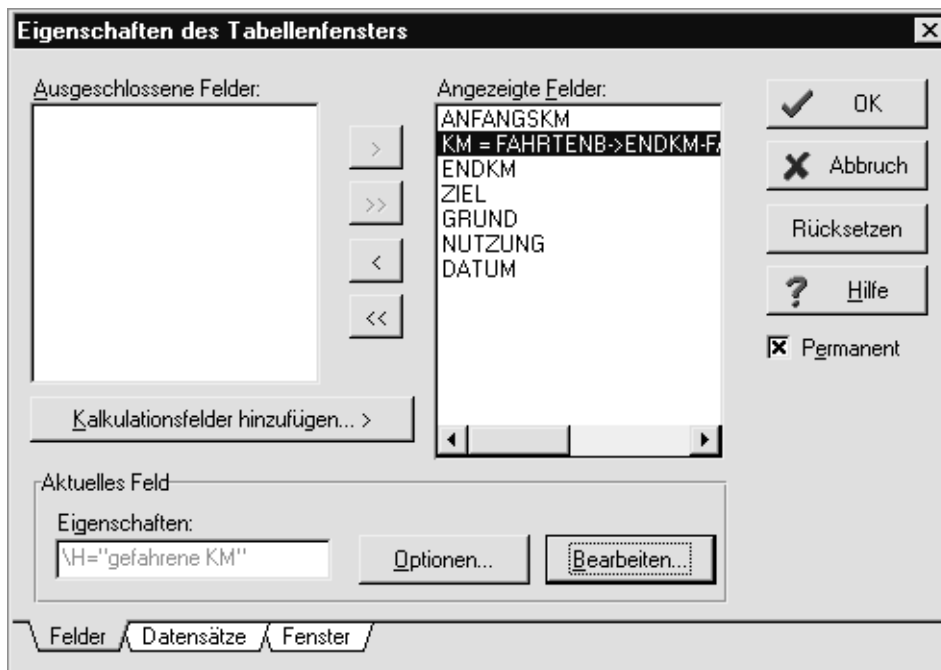 Eigenschaften des Tabellenfensters
Ausgeschlossene Felder:
>
>>
<
<<
Kalkulationsfelder hinzufügen... >
Angezeigte Felder:
ANFANGSKM
KM = FAHRTENB->ENDKM-FA
ENDKM
ZIEL
GRUND
NUTZUNG
DATUM
OK
Abbruch
Rücksetzen
? Hilfe
Permanent
Aktuelles Feld
Eigenschaften:
\H="gefahrene KM"
Optionen...
Bearbeiten...
Felder
Datensätze
Fenster